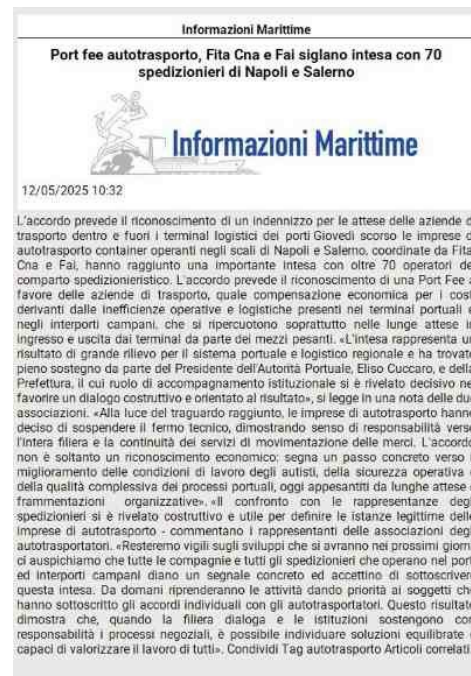 Informazioni Marittime
Port fee autotrasporto, Fita Cna e Fai siglano intesa con 70
spedizionieri di Napoli e Salerno
Informazioni Marittime
12/05/2025 10:32
L'accordo prevede il riconoscimento di un indennizzo per le attese delle aziende d
trasporto dentro e fuori i terminal logistici dei porti Giovedì scorso le imprese d
autotrasporto container operanti negli scali di Napoli e Salerno, coordinate da Fita
Cna e Fai, hanno raggiunto una importante intesa con oltre 70 operatori de
comparto spedizionieristico. L'accordo prevede il riconoscimento di una Port Fee a
favore delle aziende di trasporto, quale compensazione economica per i cost
derivanti dalle inefficienze operative e logistiche presenti nei terminal portuali e
negli interporti campani, che si ripercuotono soprattutto nelle lunghe attese in
ingresso e uscita dai terminal da parte dei mezzi pesanti. «L'intesa rappresenta un
risultato di grande rilievo per il sistema portuale e logistico regionale e ha trovato
pieno sostegno da parte del Presidente dell'Autorità Portuale, Eliso Cuccaro, e della
Prefettura, il cui ruolo di accompagnamento istituzionale si è rivelato decisivo ne
favorire un dialogo costruttivo e orientato al risultato», si legge in una nota delle due
associazioni. «Alla luce del traguardo raggiunto, le imprese di autotrasporto hanno
deciso di sospendere il fermo tecnico, dimostrando senso di responsabilità verso
l'intera filiera e la continuità dei servizi di movimentazione delle merci. L'accordo
non è soltanto un riconoscimento economico: segna un passo concreto verso i
miglioramento delle condizioni di lavoro degli autisti, della sicurezza operativa e
della qualità complessiva dei processi portuali, oggi appesantiti da lunghe attese e
frammentazioni organizzative». «Il confronto con le rappresentanze degl
spedizionieri si è rivelato costruttivo e utile per definire le istanze legittime delle
imprese di autotrasporto - commentano i rappresentanti delle associazioni degl
autotrasportatori. «Resteremo vigili sugli sviluppi che si avranno nei prossimi giorn
ci auspichiamo che tutte le compagnie e tutti gli spedizionieri che operano nei port
ed interporti campani diano un segnale concreto ed accettino di sottoscriver
questa intesa. Da domani riprenderanno le attività dando priorità ai soggetti che
hanno sottoscritto gli accordi individuali con gli autotrasportatori. Questo risultato
dimostra che, quando la filiera dialoga e le istituzioni sostengono con
responsabilità i processi negoziali, è possibile individuare soluzioni equilibrate e
capaci di valorizzare il lavoro di tutti». Condividi Tag autotrasporto Articoli correlati